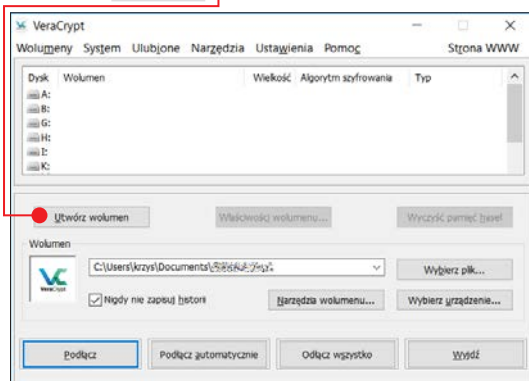 VeraCrypt
Wolumeny System Ulubione Narzędzia Ustawienia Pomoc Strona WWW
Dysk Wolumen Wielkość Algorytm szyfrowania Typ
A:
B:
G:
H:
I:
K:
Utwórz wolumen Właściwości wolumenu... Wyczyść pamięć haseł
Wolumen
VeraCrypt C:\Users\krzys\Documents\ Wybierz plik...
Nigdy nie zapisuj historii Narzędzia wolumenu... Wybierz urządzenie...
Podłącz Podłącz automatycznie Odłącz wszystko Wyjdź